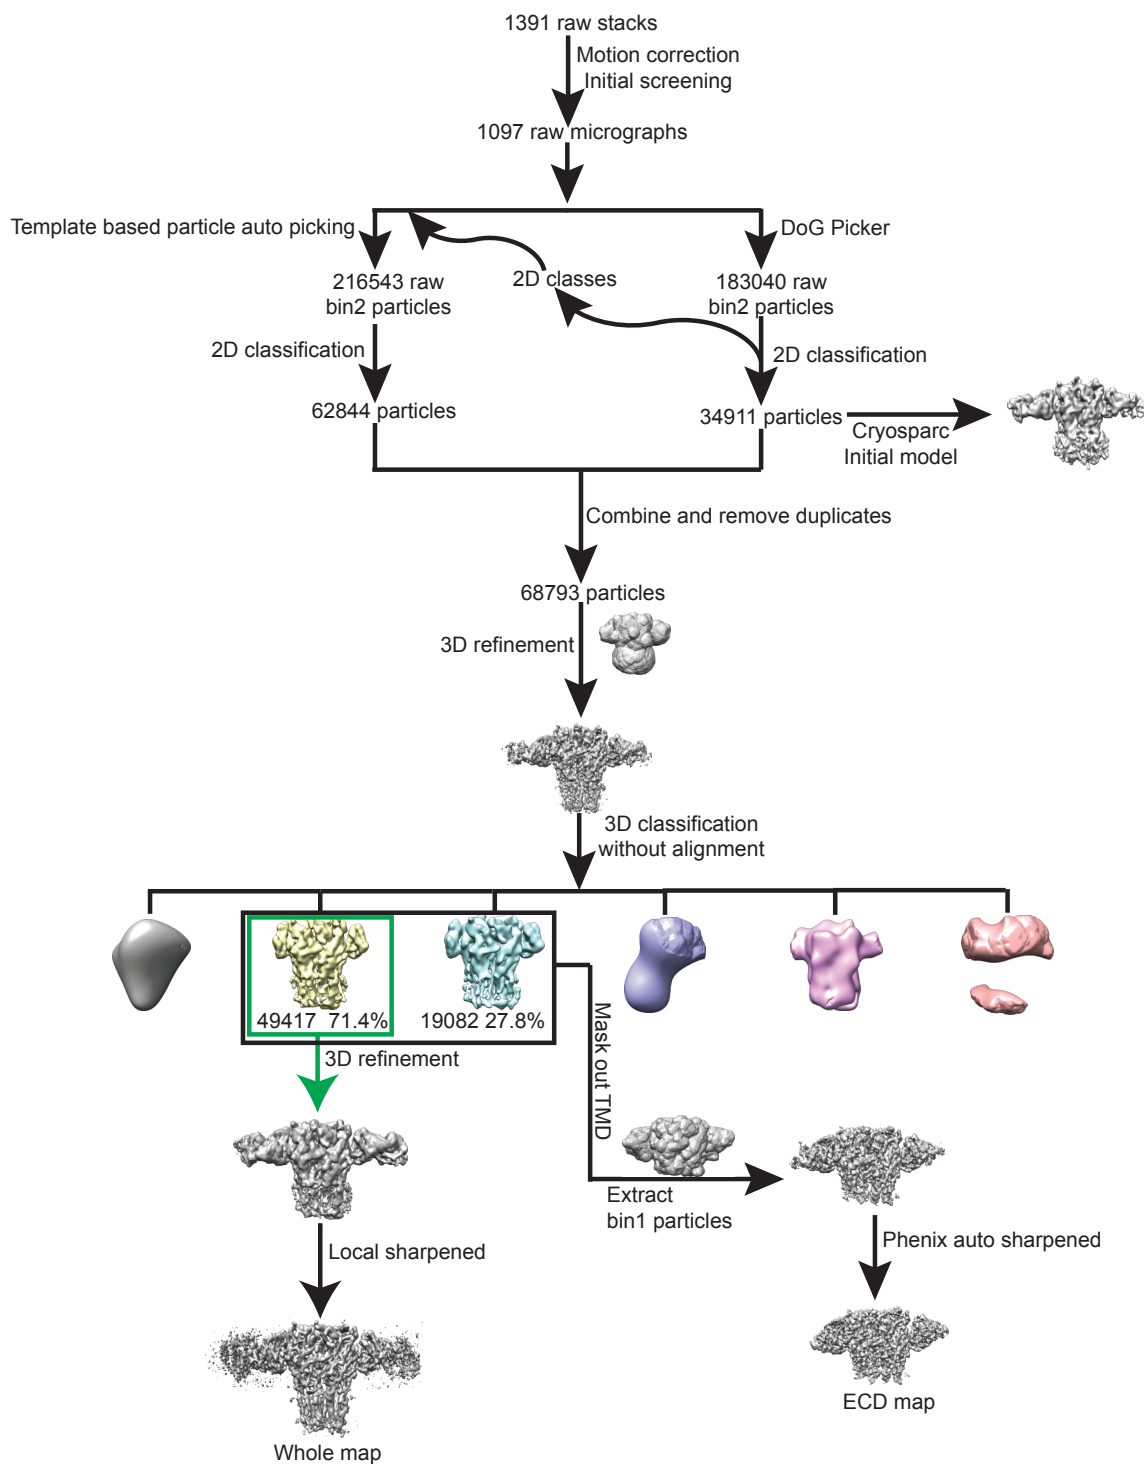 1391 raw stacks
Motion correction
Initial screening
1097 raw micrographs
Template based particle auto picking
DoG Picker
216543 raw
bin2 particles
2D classes
183040 raw
bin2 particles
2D classification
2D classification
62844 particles
34911 particles
Cryosparc
Initial model
Combine and remove duplicates
68793 particles
3D refinement
3D classification
without alignment
49417 71.4%
19082 27.8%
3D refinement
Mask out TMD
Extract
bin1 particles
Local sharpened
Phenix auto sharpened
Whole map
ECD map